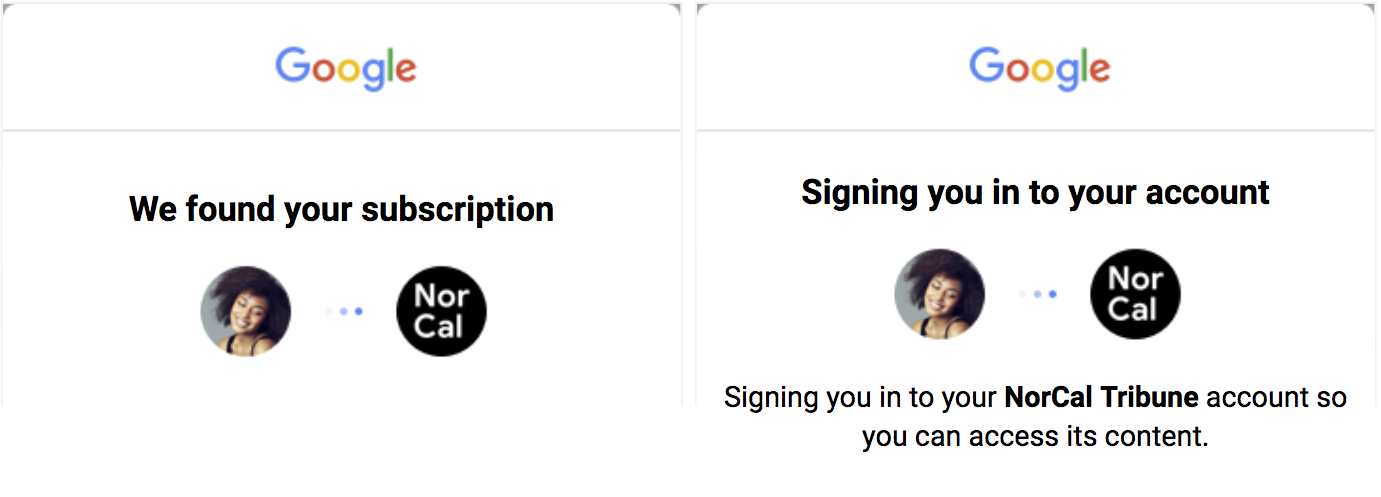 Google
We found your subscription
Nor
Cal
Google
Signing you in to your account
Nor
Cal
Signing you in to your NorCal Tribune account so
you can access its content.